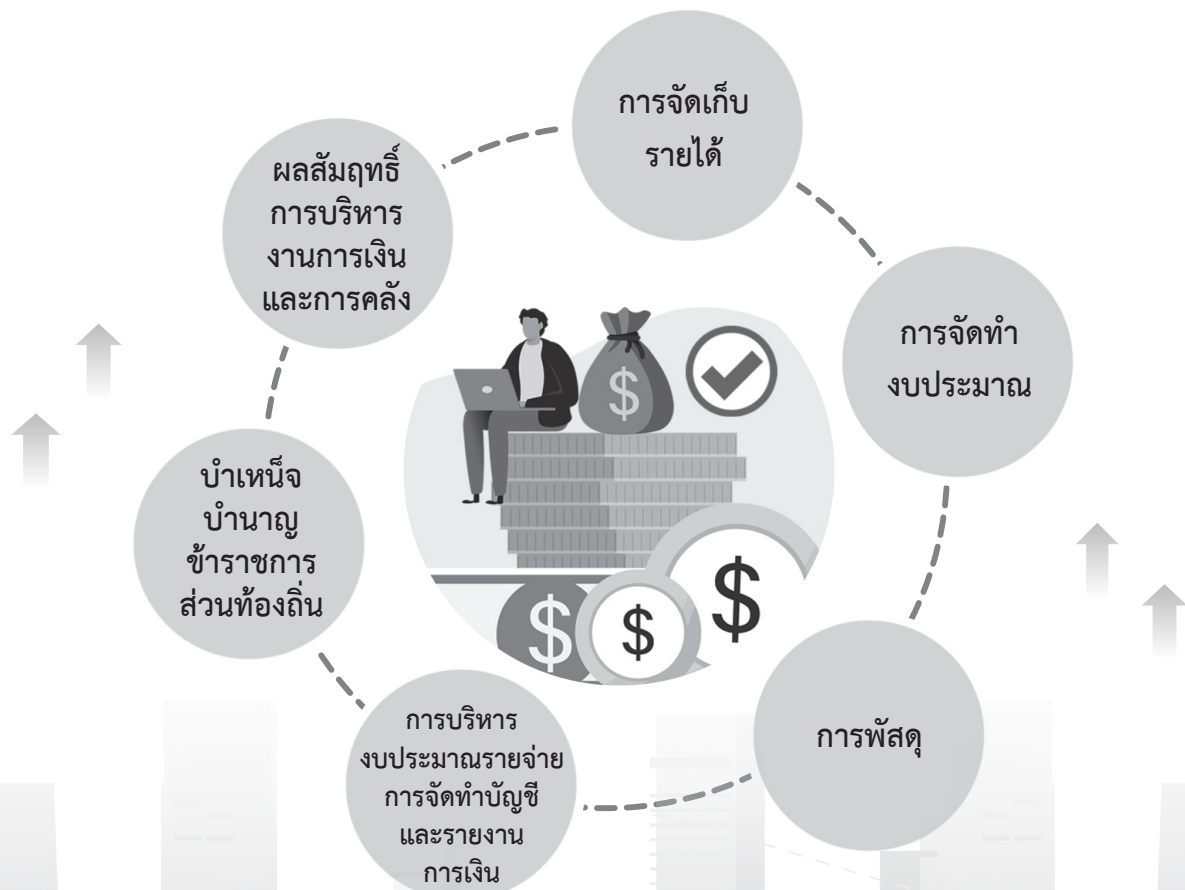 การจัดเก็บ
รายได้
การจัดทำ
งบประมาณ
การพัสดุ
การบริหาร
งบประมาณรายจ่าย
การจัดทำบัญชี
และรายงาน
การเงิน
บำเหน็จ
บำนาญ
ข้าราชการ
ส่วนท้องถิ่น
ผลสัมฤทธิ์
การบริหาร
งานการเงิน
และการคลัง
$
$
$
$